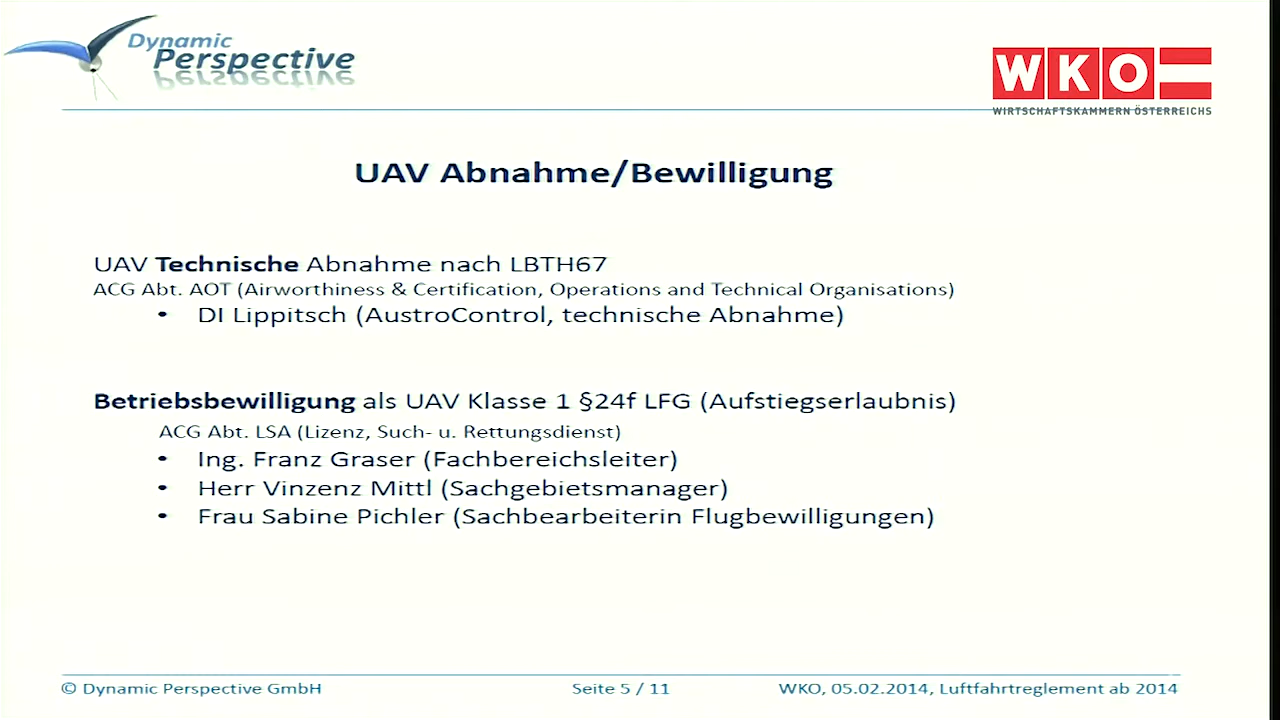 Dynamic
Perspective
WKO
WIRTSCHAFTSKAMMERN ÖSTERREICHS
UAV Abnahme/Bewilligung
UAV Technische Abnahme nach LBTH67
ACG Abt. AOT (Airworthiness & Certification, Operations and Technical Organisations)
• DI Lippitsch (AustroControl, technische Abnahme)
Betriebsbewilligung als UAV Klasse 1 §24f LFG (Aufstiegserlaubnis)
ACG Abt. LSA (Lizenz, Such- u. Rettungsdienst)
• Ing. Franz Graser (Fachbereichsleiter)
• Herr Vinzenz Mittl (Sachgebietsmanager)
• Frau Sabine Pichler (Sachbearbeiterin Flugbewilligungen)
© Dynamic Perspective GmbH
Seite 5 / 11
WKO, 05.02.2014, Luftfahrtreglement ab 2014